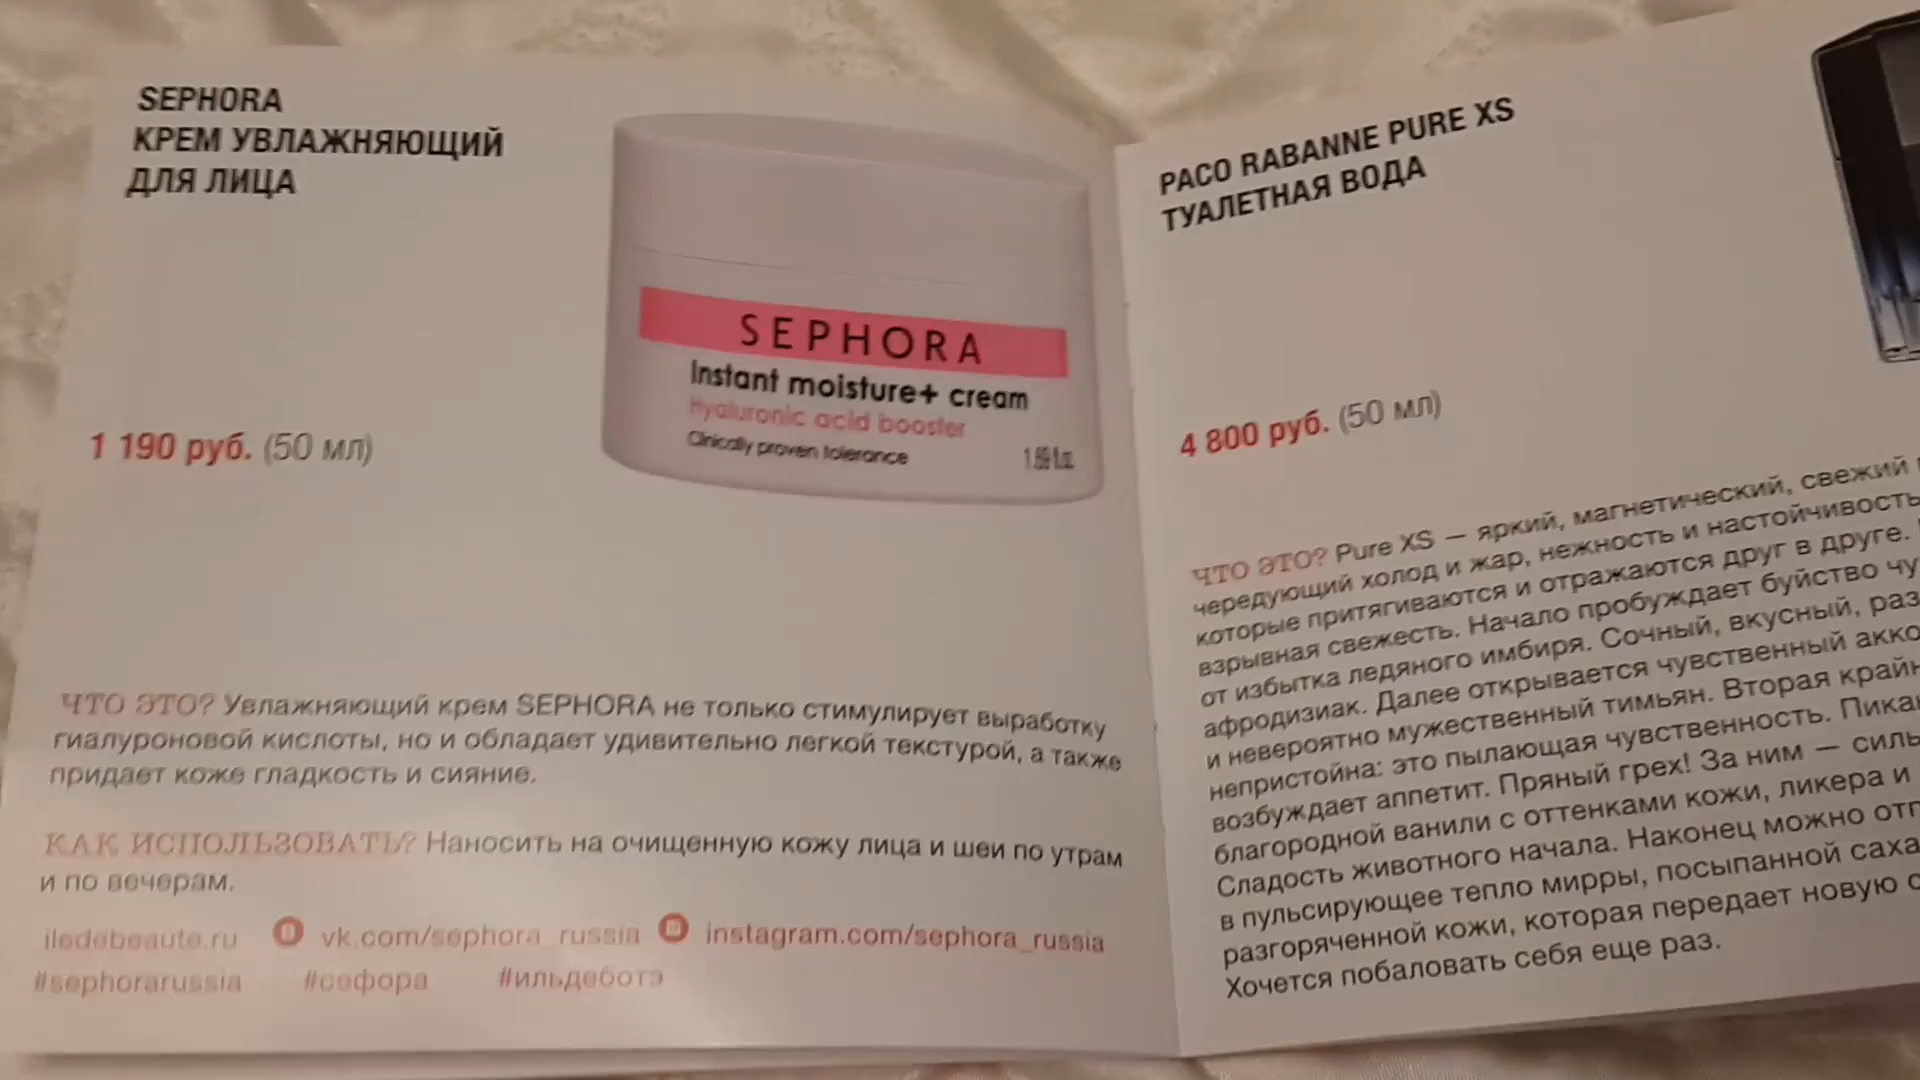 SEPHORA
КРЕМ УВЛАЖНЯЮЩИЙ
ДЛЯ ЛИЦА
SEPHORA
Instant moisture+ cream
Hyaluronic acid booster
Clinically proven tolerance
1 190 руб. (50 мл)
ЧТО ЭТО? Увлажняющий крем SEPHORA не только стимулирует выработку
гиалуроновой кислоты, но и обладает удивительно легкой текстурой, а также
придает коже гладкость и сияние.
КАК ИСПОЛЬЗОВАТЬ? Наносить на очищенную кожу лица и шеи по утрам
и по вечерам.
iledebeaute.ru vk.com/sephora_russia instagram.com/sephora_russia
#sephorarussia #сефора #ильдеботэ
PACO RABANNE PURE XS
ТУАЛЕТНАЯ ВОДА
4 800 руб. (50 мл)
ЧТО ЭТО? Pure XS — яркий, магнетический, свежий
чередующий холод и жар, нежность и настойчивость
которые притягиваются и отражаются друг в друге.
взрывная свежесть. Начало пробуждает буйство
от избытка ледяного имбиря. Сочный, вкусный,
афродизиак. Далее открывается чувственный
и невероятно мужественный тимьян. Вторая
непристойна: это пылающая чувственность.
возбуждает аппетит. Пряный грех! За ним —
благородной ванили с оттенками кожи, ликера и
Сладость животного начала. Наконец можно
в пульсирующее тепло мирры, посыпанной
разгоряченной кожи, которая передает новую
Хочется побаловать себя еще раз.